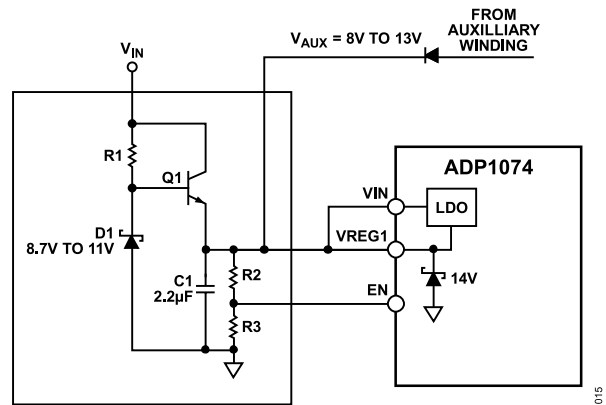 FROM
AUXILLIARY
WINDING
VAUX = 8V TO 13V
VIN
R1
Q1
D1
8.7V TO 11V
C1
2.2µF
R2
R3
ADP1074
VIN
LDO
VREG1
14V
EN
015